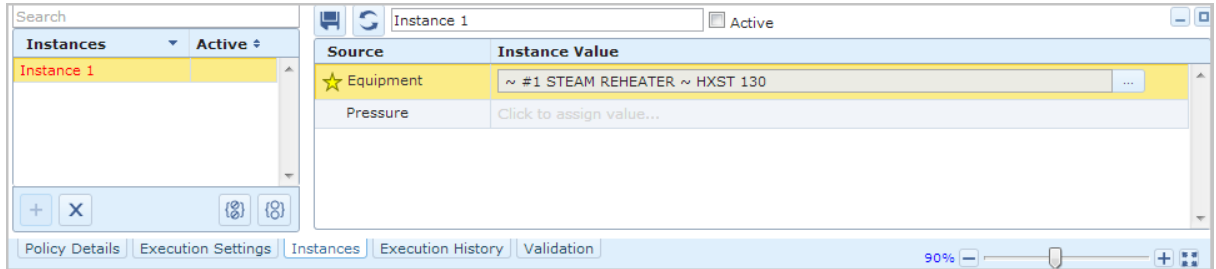 Search
Instances Active
Instance 1
Instance 1 Active
Source Instance Value
Equipment ~ #1 STEAM REHEATER ~ HXST 130 ...
Pressure Click to assign value...
Policy Details Execution Settings Instances Execution History Validation
90%